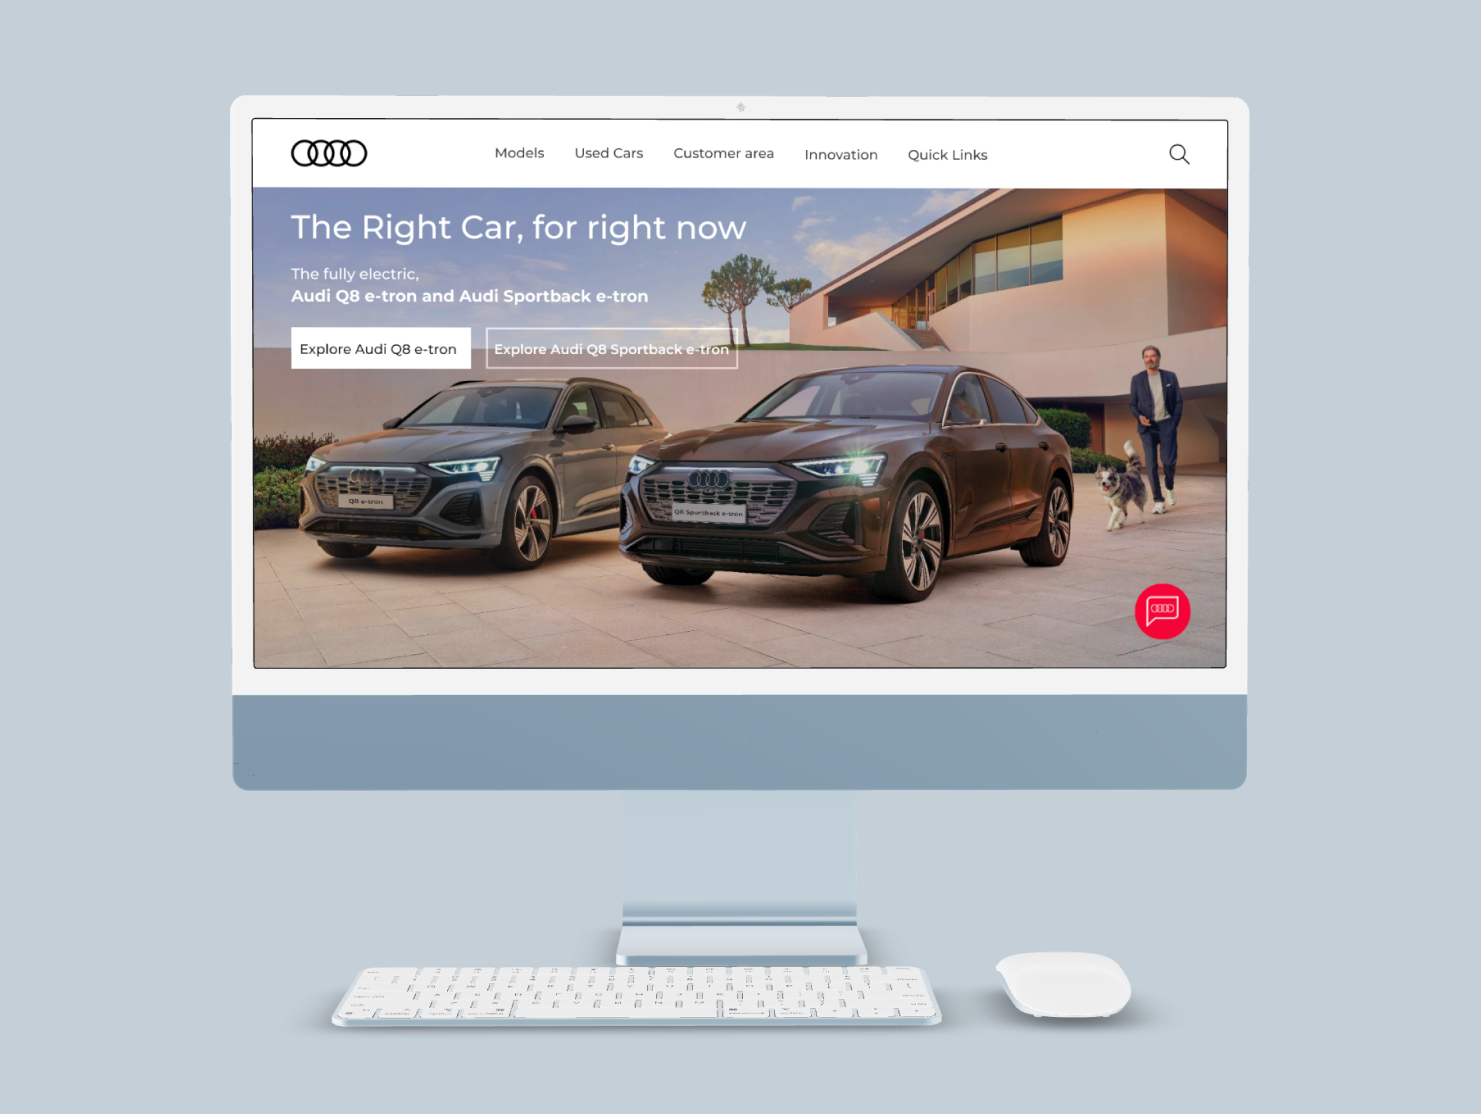 Models
Used Cars
Customer area
Innovation
Quick Links
The Right Car, for right now
The fully electric,
Audi Q8 e-tron and Audi Sportback e-tron
Explore Audi Q8 e-tron
Explore Audi Q8 Sportback e-tron
Q8 e-tron
Q8 Sportback e-tron